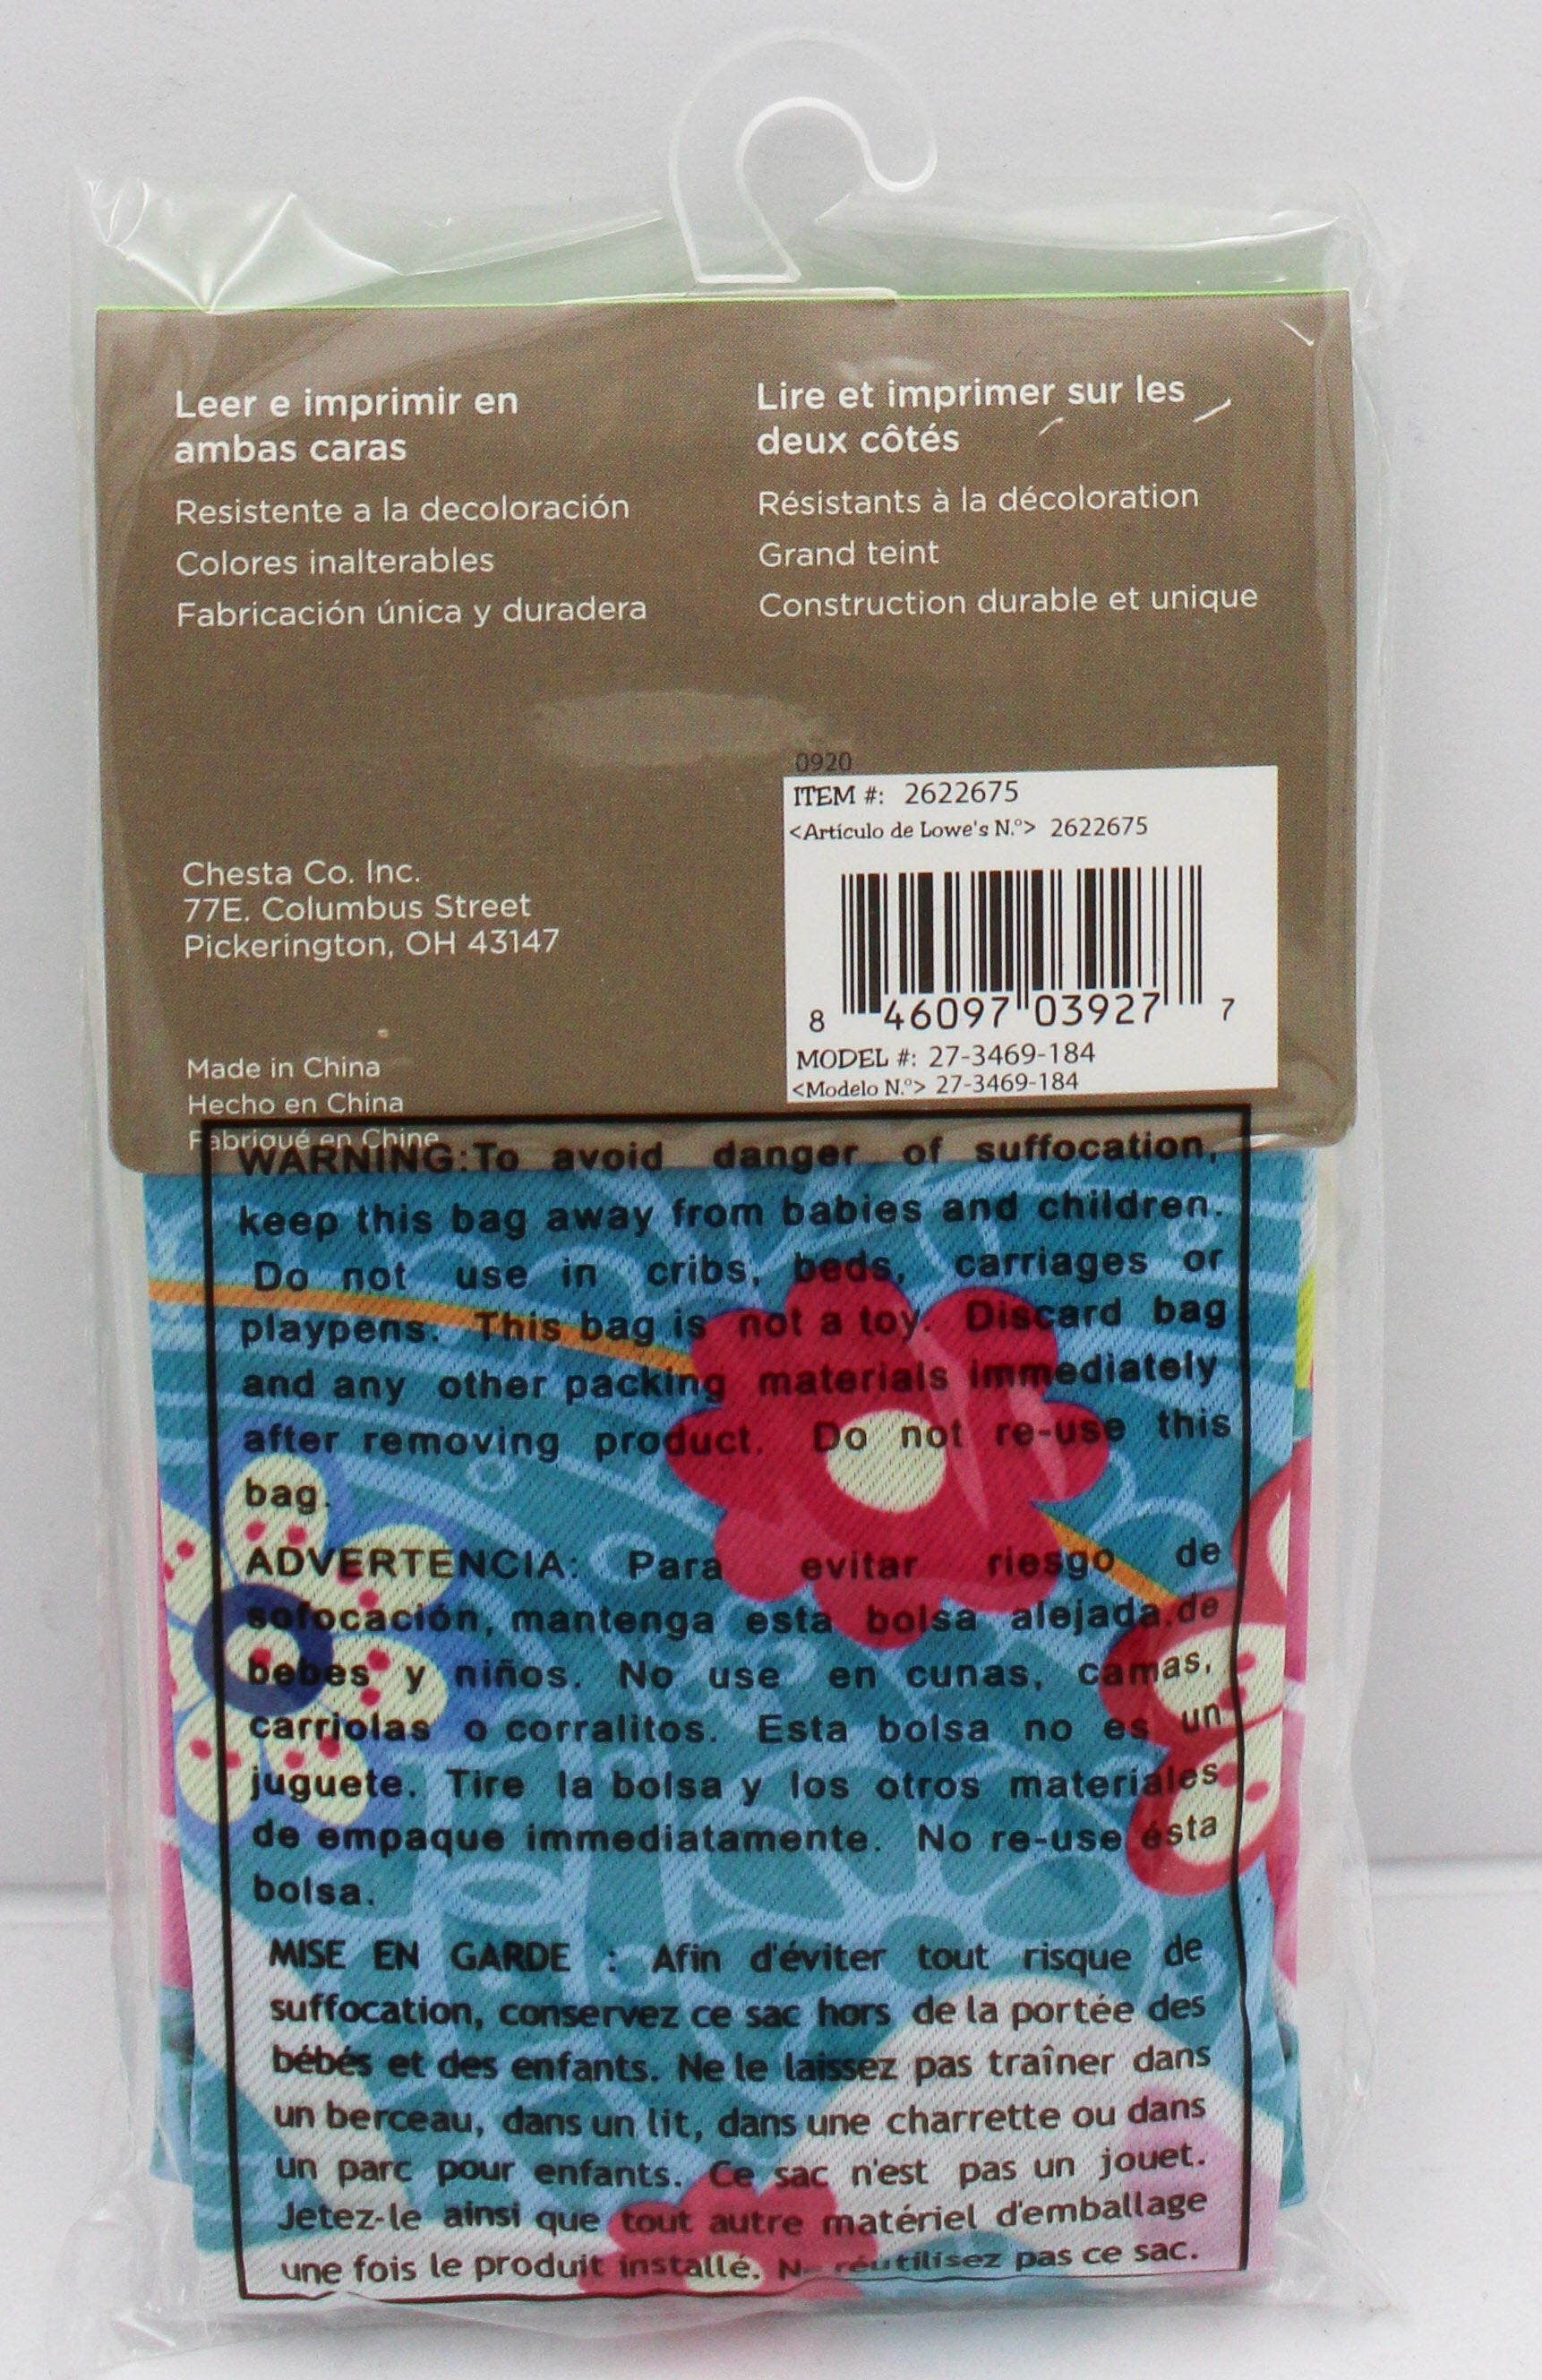 Leer e imprimir en
ambas caras
Resistente a la decoloración
Colores inalterables
Fabricación única y duradera
Lire et imprimer sur les
deux côtés
Résistants à la décoloration
Grand teint
Construction durable et unique
0920
ITEM #: 2622675
<Artículo de Lowe's N.º> 2622675
8 46097 03927 7
MODEL #: 27-3469-184
<Modelo N.º> 27-3469-184
Chesta Co. Inc.
77E. Columbus Street
Pickerington, OH 43147
Made in China
Hecho en China
Fabriqué en Chine
WARNING:To avoid danger of suffocation,
keep this bag away from babies and children.
Do not use in cribs, beds, carriages or
playpens. This bag is not a toy. Discard bag
and any other packing materials immediately
after removing product. Do not re-use this
bag.
ADVERTENCIA: Para evitar riesgo de
sofocación, mantenga esta bolsa alejada.de
bebes y niños. No use en cunas, camas,
carriolas o corralitos. Esta bolsa no es un
juguete. Tire la bolsa y los otros materiales
de empaque immediatamente. No re-use ésta
bolsa.
MISE EN GARDE : Afin d'éviter tout risque de
suffocation, conservez ce sac hors de la portée des
bébés et des enfants. Ne le laissez pas traîner dans
un berceau, dans un lit, dans une charrette ou dans
un parc pour enfants. Ce sac n'est pas un jouet.
Jetez-le ainsi que tout autre matériel d'emballage
une fois le produit installé. Ne réutilisez pas ce sac.